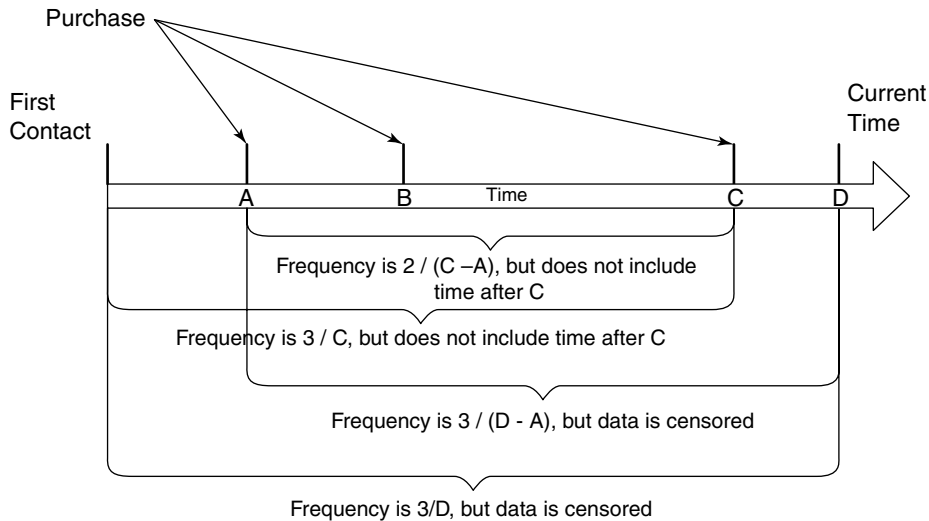 Purchase
First
Contact
Current
Time
A
B
Time
C
D
Frequency is 2 / (C –A), but does not include
time after C
Frequency is 3 / C, but does not include time after C
Frequency is 3 / (D - A), but data is censored
Frequency is 3/D, but data is censored